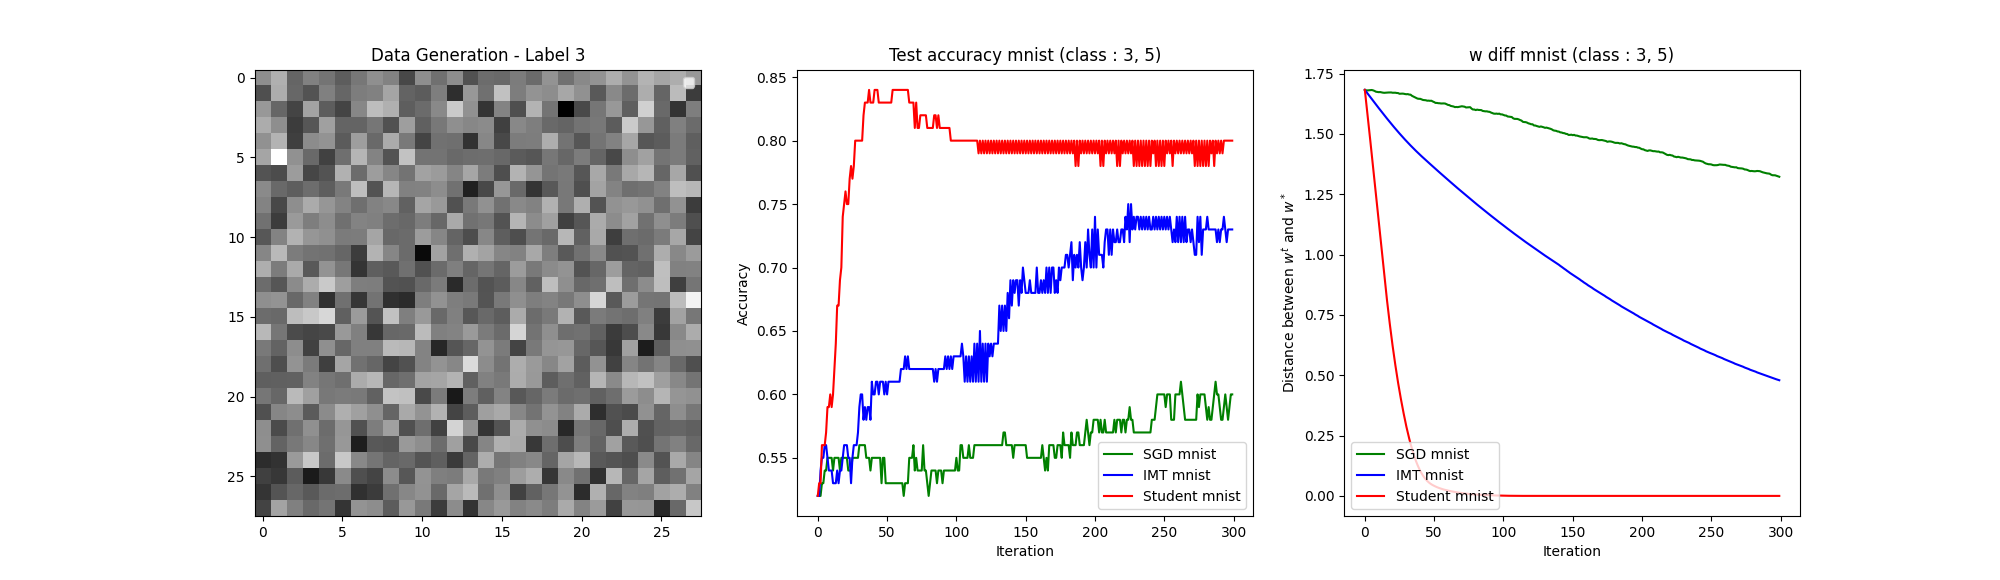 Data Generation - Label 3
0
5
10
15
20
25
0 5 10 15 20 25
Test accuracy mnist (class : 3, 5)
Accuracy
0.85
0.80
0.75
0.70
0.65
0.60
0.55
SGD mnist
IMT mnist
Student mnist
0 50 100 150 200 250 300
Iteration
w diff mnist (class : 3, 5)
Distance between w^t and w^*
1.75
1.50
1.25
1.00
0.75
0.50
0.25
0.00
SGD mnist
IMT mnist
Student mnist
0 50 100 150 200 250 300
Iteration